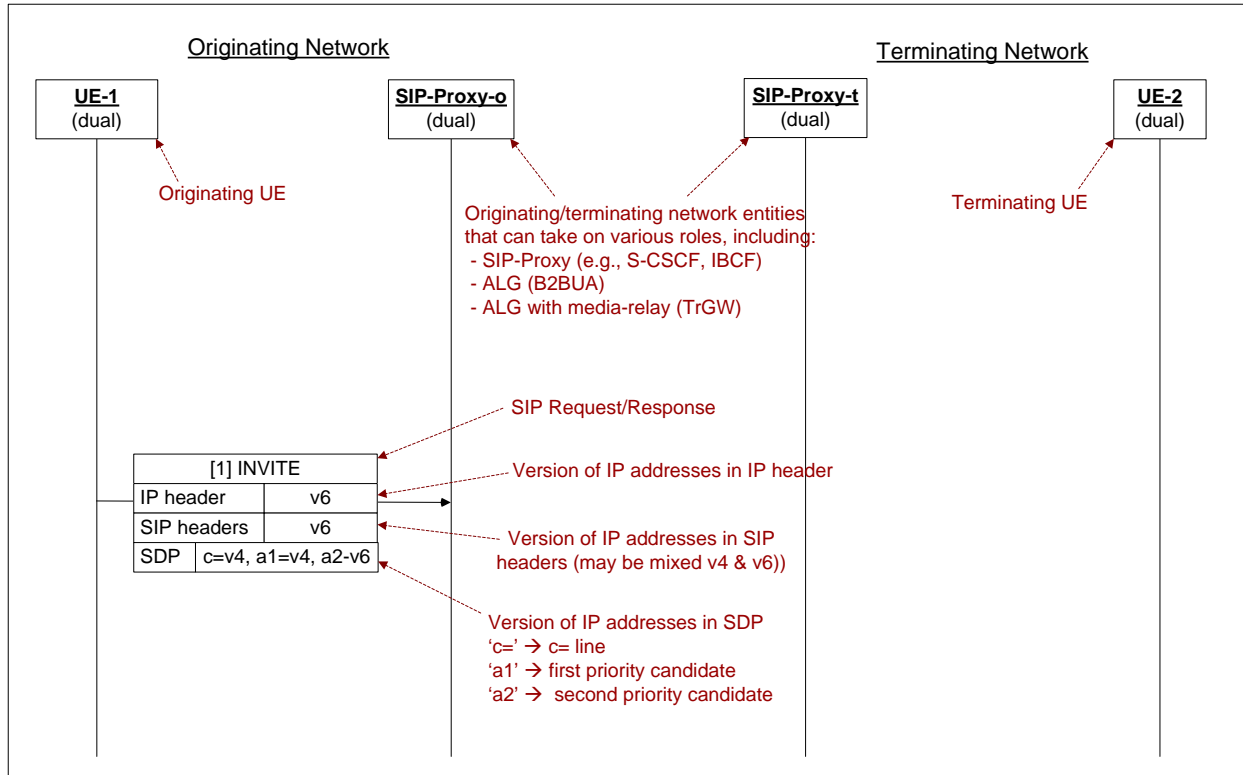 Originating Network
Terminating Network
UE-1
(dual)
SIP-Proxy-o
(dual)
SIP-Proxy-t
(dual)
UE-2
(dual)
Originating UE
Originating/terminating network entities
that can take on various roles, including:
- SIP-Proxy (e.g., S-CSCF, IBCF)
- ALG (B2BUA)
- ALG with media-relay (TrGW)
Terminating UE
SIP Request/Response
[1] INVITE
IP header v6
SIP headers v6
SDP c=v4, a1=v4, a2-v6
Version of IP addresses in IP header
Version of IP addresses in SIP
headers (may be mixed v4 & v6))
Version of IP addresses in SDP
‘c=’ → c= line
‘a1’ → first priority candidate
‘a2’ → second priority candidate